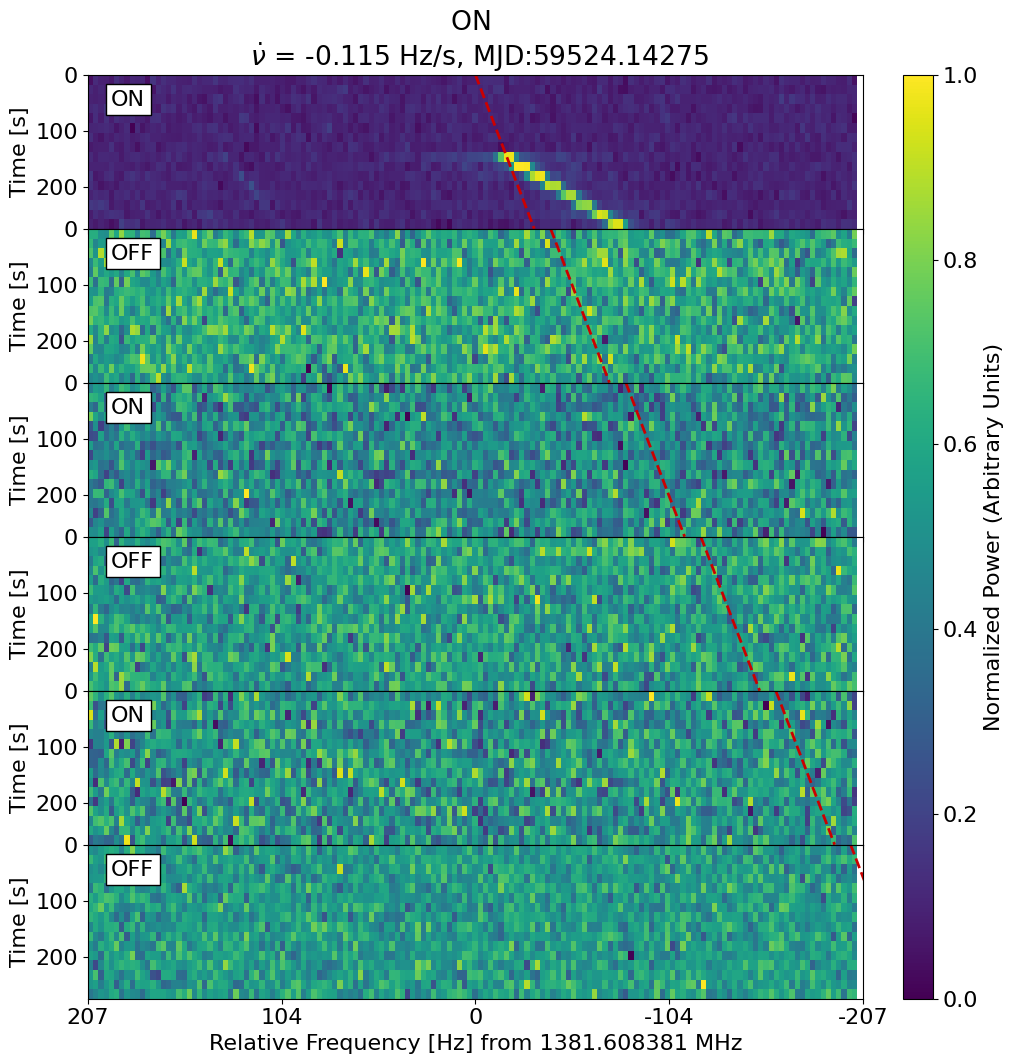 ON
ν̇ = -0.115 Hz/s, MJD:59524.14275
0
100
200
Time [s]
ON
0
100
200
Time [s]
OFF
0
100
200
Time [s]
ON
0
100
200
Time [s]
OFF
0
100
200
Time [s]
ON
0
100
200
Time [s]
OFF
207 104 0 -104 -207
Relative Frequency [Hz] from 1381.608381 MHz
1.0
0.8
0.6
0.4
0.2
0.0
Normalized Power (Arbitrary Units)